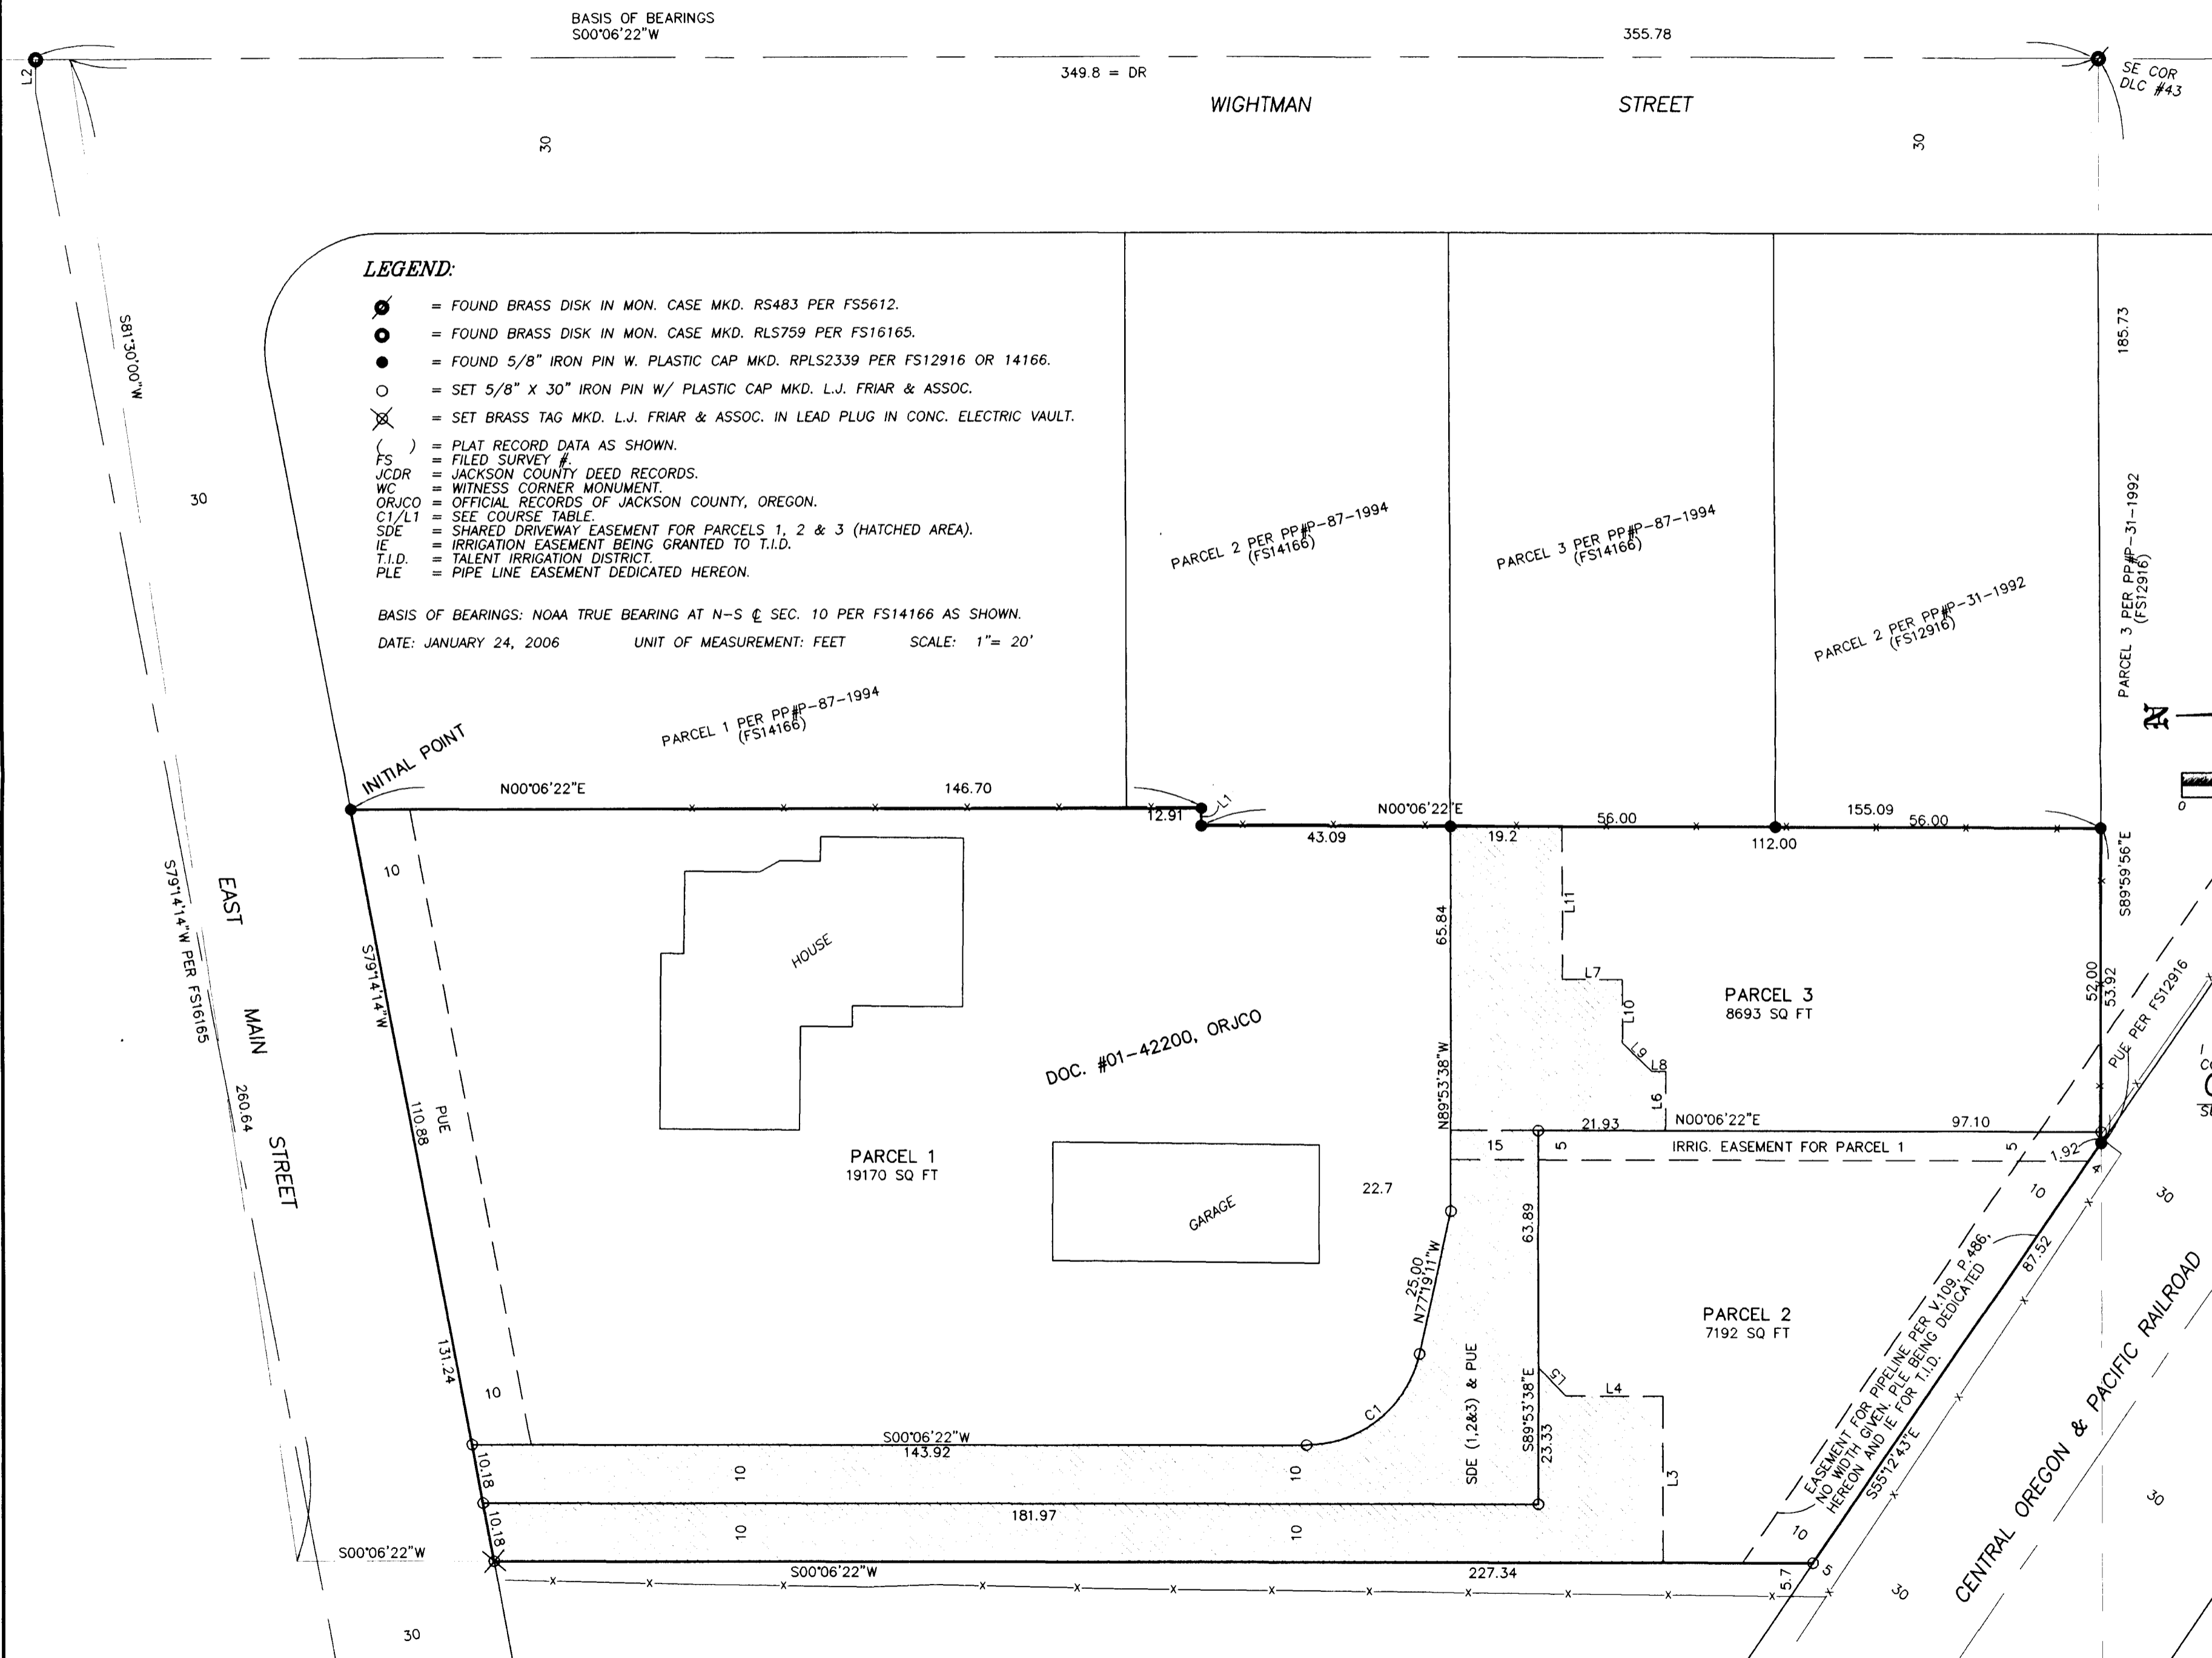 BASIS OF BEARINGS
S00°06'22"W
355.78
349.8 = DR
WIGHTMAN STREET
SE COR
DLC #43
L2
30
30
S81°30'00"W
30
LEGEND:
= FOUND BRASS DISK IN MON. CASE MKD. RS483 PER FS5612.
= FOUND BRASS DISK IN MON. CASE MKD. RLS759 PER FS16165.
= FOUND 5/8" IRON PIN W. PLASTIC CAP MKD. RPLS2339 PER FS12916 OR 14166.
= SET 5/8" X 30" IRON PIN W/ PLASTIC CAP MKD. L.J. FRIAR & ASSOC.
= SET BRASS TAG MKD. L.J. FRIAR & ASSOC. IN LEAD PLUG IN CONC. ELECTRIC VAULT.
( ) = PLAT RECORD DATA AS SHOWN.
FS = FILED SURVEY #.
JCDR = JACKSON COUNTY DEED RECORDS.
WC = WITNESS CORNER MONUMENT.
ORJCO = OFFICIAL RECORDS OF JACKSON COUNTY, OREGON.
C1/L1 = SEE COURSE TABLE.
SDE = SHARED DRIVEWAY EASEMENT FOR PARCELS 1, 2 & 3 (HATCHED AREA).
IE = IRRIGATION EASEMENT BEING GRANTED TO T.I.D.
T.I.D. = TALENT IRRIGATION DISTRICT.
PLE = PIPE LINE EASEMENT DEDICATED HEREON.
BASIS OF BEARINGS: NOAA TRUE BEARING AT N-S ℄ SEC. 10 PER FS14166 AS SHOWN.
DATE: JANUARY 24, 2006 UNIT OF MEASUREMENT: FEET SCALE: 1"= 20'
PARCEL 1 PER PP#P-87-1994
(FS14166)
PARCEL 2 PER PP#P-87-1994
(FS14166)
PARCEL 3 PER PP#P-87-1994
(FS14166)
PARCEL 2 PER PP#P-31-1992
(FS12916)
185.73
PARCEL 3 PER PP#P-31-1992
(FS12916)
N
0
INITIAL POINT
N00°06'22"E
146.70
12.91
L1
N00°06'22"E
43.09
19.2
56.00
155.09
56.00
112.00
S89°59'56"E
52.00
53.92
10
HOUSE
65.84
N89°53'38"W
L11
L7
L10
L9
L8
L6
PARCEL 3
8693 SQ FT
PUE PER FS12916
EAST
MAIN
STREET
S79°14'14"W PER FS16165
260.64
S79°14'14"W
110.88
PUE
131.24
10
DOC. #01-42200, ORJCO
PARCEL 1
19170 SQ FT
GARAGE
22.7
15
5
21.93
N00°06'22"E
97.10
IRRIG. EASEMENT FOR PARCEL 1
5
1.92
4
10
30
63.89
25.00
N77°19'11"W
C1
SDE (1,2&3) & PUE
S89°53'38"E
23.33
L5
L4
L3
PARCEL 2
7192 SQ FT
87.52
EASEMENT FOR PIPELINE PER V.109, P.486,
NO WIDTH GIVEN. PLE BEING DEDICATED
HEREON AND IE FOR T.I.D.
S55°12'43"E
CENTRAL OREGON & PACIFIC RAILROAD
S00°06'22"W
143.92
10.18
10
10
10.18
10
181.97
10
S00°06'22"W
S00°06'22"W
227.34
10
5
5.7
30
30
30